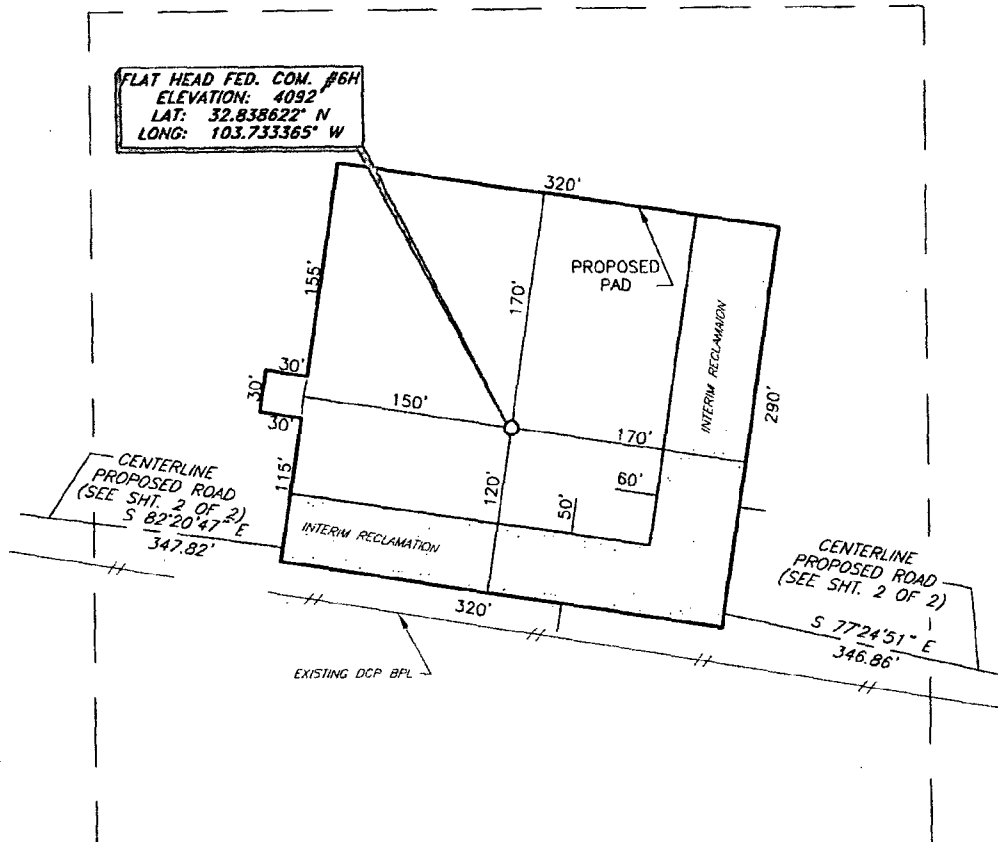 FLAT HEAD FED. COM. #6H
ELEVATION: 4092'
LAT: 32.838622° N
LONG: 103.733365° W
320'
PROPOSED
PAD
155'
170'
INTERIM RECLAMAION
290'
30'
30'
30'
150'
170'
115'
120'
60'
50'
CENTERLINE
PROPOSED ROAD
(SEE SHT. 2 OF 2)
S 82°20'47" E
347.82'
INTERIM RECLAMATION
CENTERLINE
PROPOSED ROAD
(SEE SHT. 2 OF 2)
S 77°24'51" E
346.86'
320'
EXISTING DCP BPL